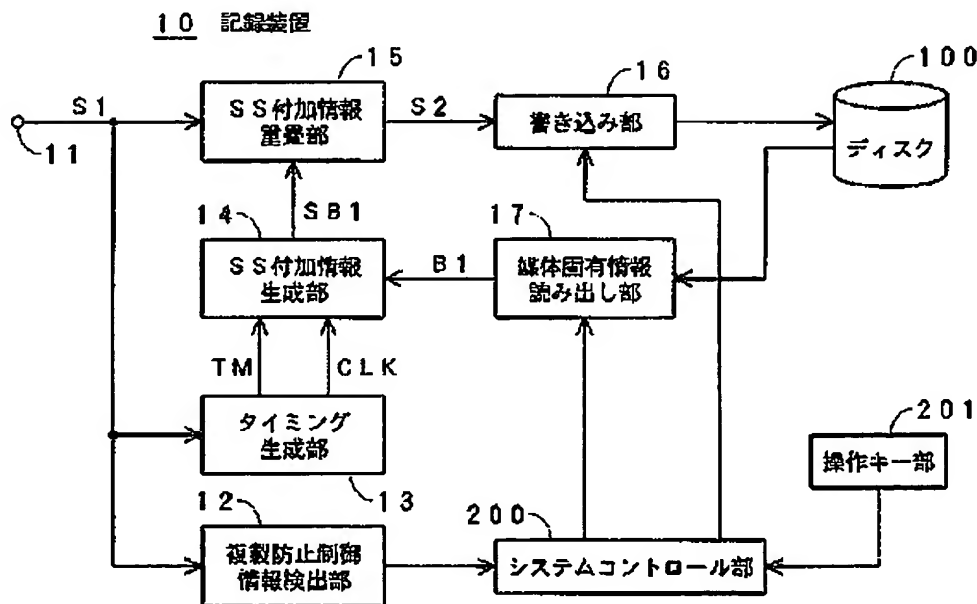 10 記録装置
15
16
100
S1
SS付加情報
重畳部
S2
書き込み部
ディスク
11
SB1
14
17
SS付加情報
生成部
B1
媒体固有情報
読み出し部
TM
CLK
タイミング
生成部
201
操作キー部
13
12
200
複製防止制御
情報検出部
システムコントロール部